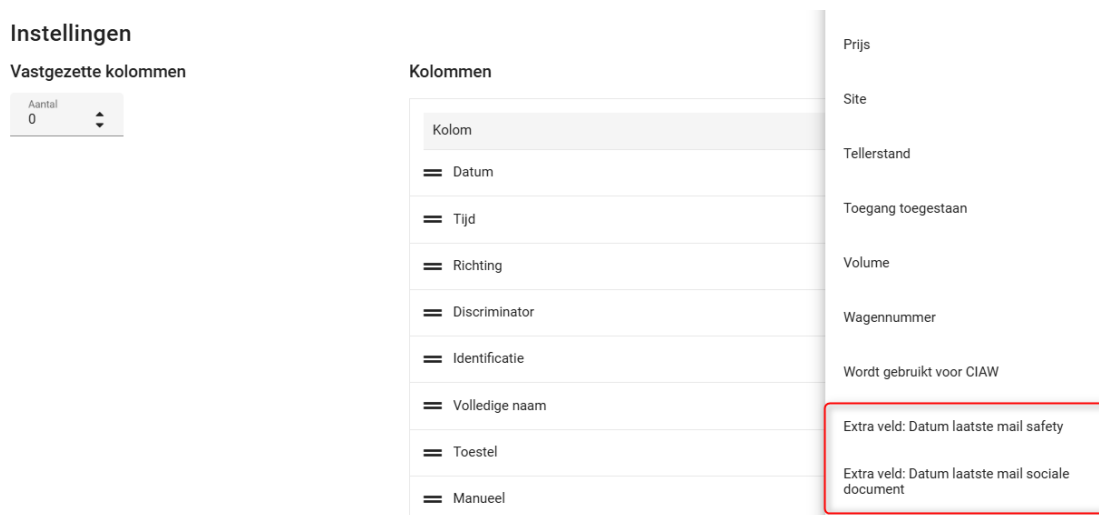 Instellingen
Vastgezette kolommen
Aantal
0
Kolommen
Kolom
Datum
Tijd
Richting
Discriminator
Identificatie
Volledige naam
Toestel
Manueel
Prijs
Site
Tellerstand
Toegang toegestaan
Volume
Wagennummer
Wordt gebruikt voor CIAW
Extra veld: Datum laatste mail safety
Extra veld: Datum laatste mail sociale
document